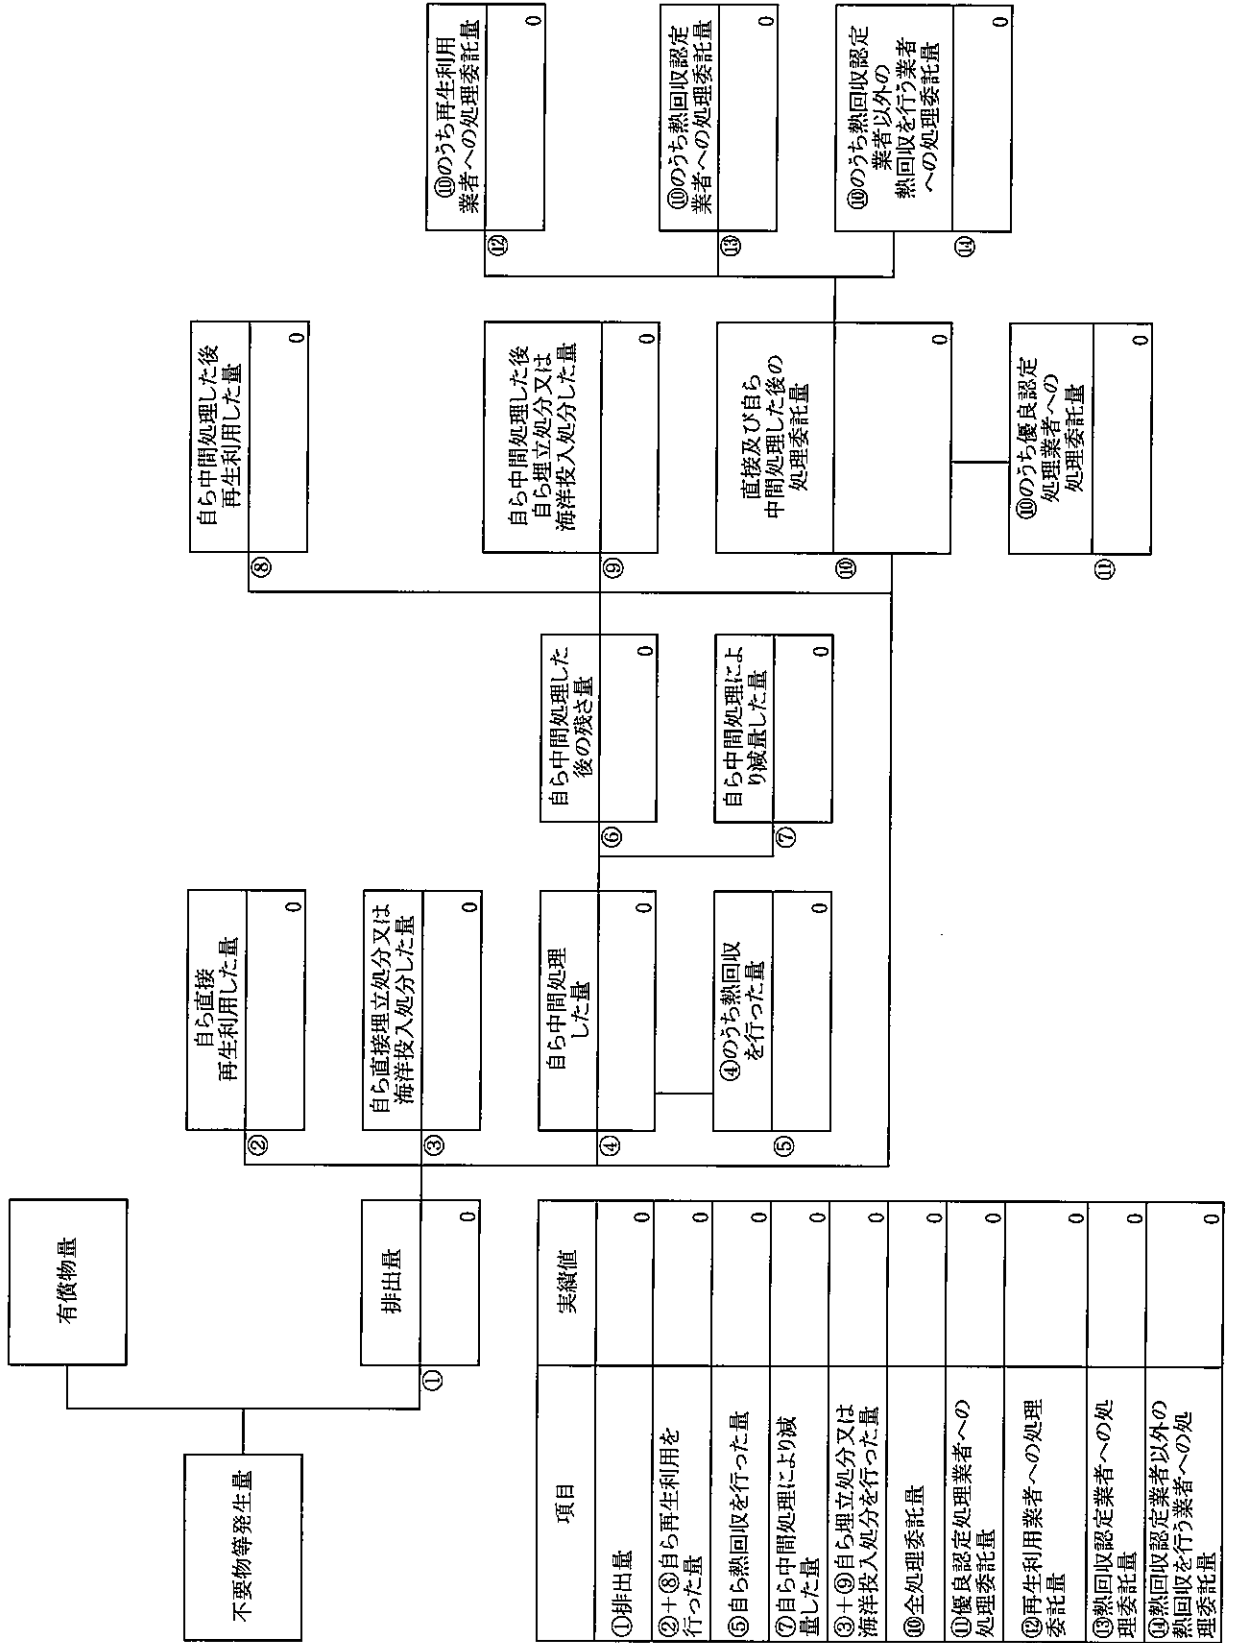 不要物等発生量
有償物量
排出量
①
0
自ら直接
再生利用した量
②
0
自ら直接埋立処分又は
海洋投入処分した量
③
0
自ら中間処理
した量
④
0
④のうち熱回収
を行った量
⑤
0
自ら中間処理した
後の残さ量
⑥
0
自ら中間処理によ
り減量した量
⑦
0
自ら中間処理した後
再生利用した量
⑧
0
自ら中間処理した後
自ら埋立処分又は
海洋投入処分した量
⑨
0
直接及び自ら
中間処理した後の
処理委託量
⑩
0
⑩のうち優良認定
処理業者への
処理委託量
⑪
0
⑩のうち再生利用
業者への処理委託量
⑫
0
⑩のうち熱回収認定
業者への処理委託量
⑬
0
⑩のうち熱回収認定
業者以外の
熱回収を行う業者
への処理委託量
⑭
0
項目 実績値
①排出量 0
②+⑧自ら再生利用を
行った量 0
⑤自ら熱回収を行った量 0
⑦自ら中間処理により減
量した量 0
③+⑨自ら埋立処分又は
海洋投入処分を行った量 0
⑩全処理委託量 0
⑪優良認定処理業者への
処理委託量 0
⑫再生利用業者への処理
委託量 0
⑬熱回収認定業者への処
理委託量 0
⑭熱回収認定業者以外の
熱回収を行う業者への処
理委託量 0